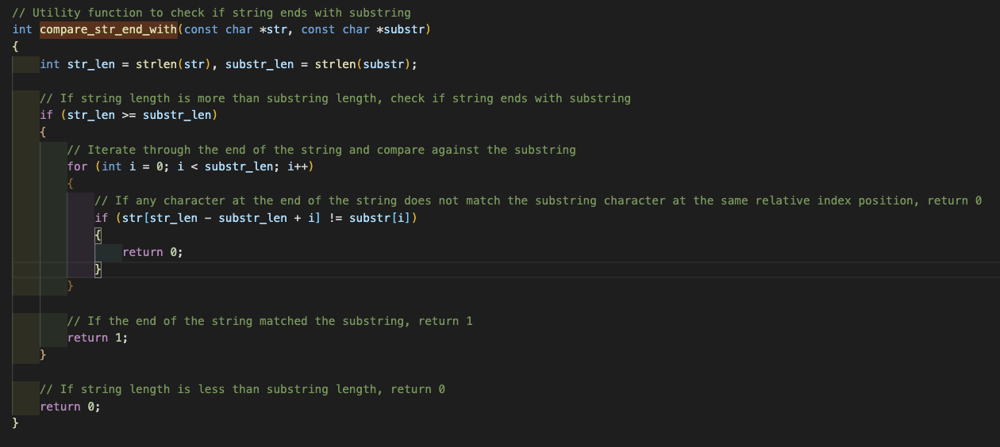 // Utility function to check if string ends with substring
int compare_str_end_with(const char *str, const char *substr)
{
    int str_len = strlen(str), substr_len = strlen(substr);
    // If string length is more than substring length, check if string ends with substring
    if (str_len >= substr_len)
    {
        // Iterate through the end of the string and compare against the substring
        for (int i = 0; i < substr_len; i++)
        {
            // If any character at the end of the string does not match the substring character at the same relative index position, return 0
            if (str[str_len - substr_len + i] != substr[i])
            {
                return 0;
            }
        }
        // If the end of the string matched the substring, return 1
        return 1;
    }
    // If string length is less than substring length, return 0
    return 0;
}